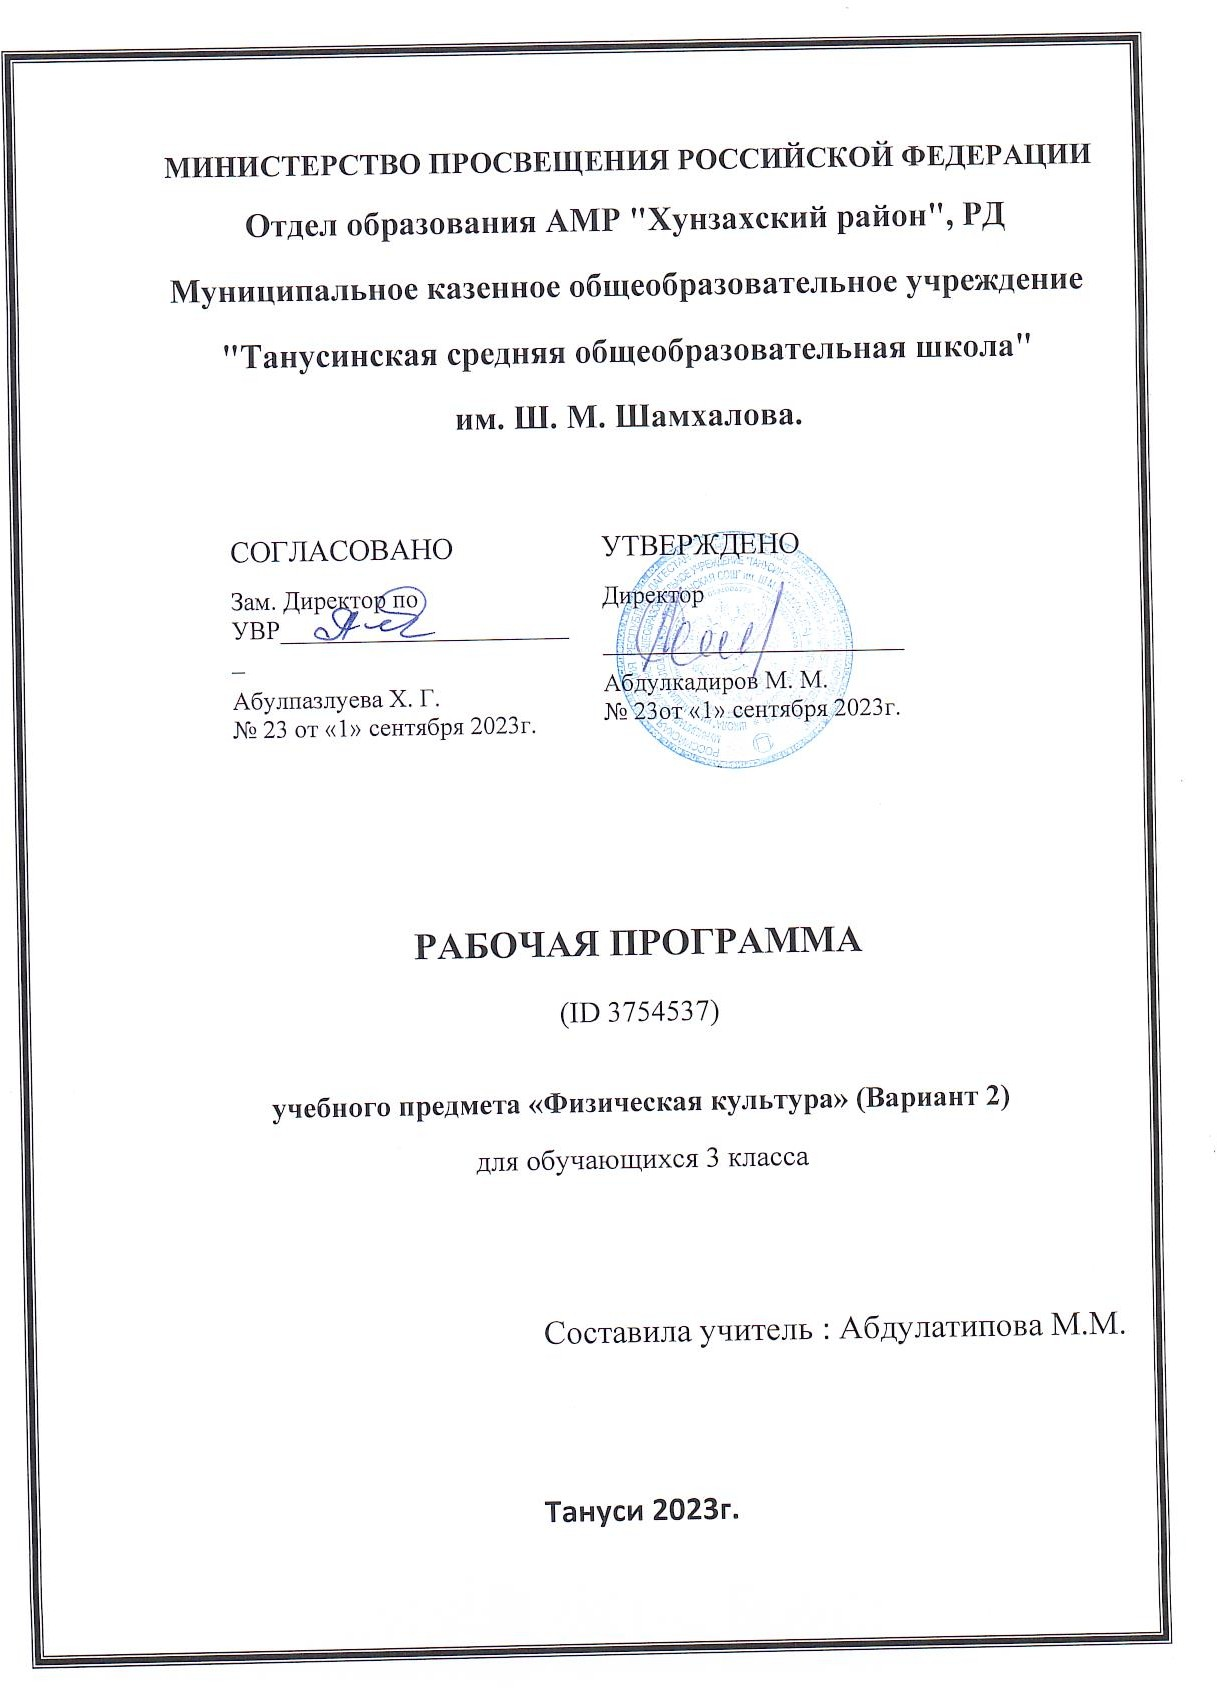 МИНИСТЕРСТВО ПРОСВЕЩЕНИЯ РОССИЙСКОЙ ФЕДЕРАЦИИ
Отдел образования АМР "Хунзахский район", РД
Муниципальное казенное общеобразовательное учреждение
"Танусинская средняя общеобразовательная школа"
им. Ш. М. Шамхалова.
СОГЛАСОВАНО
Зам. Директор по
УВР
Абулпазлуева Х. Г.
№ 23 от «1» сентября 2023г.
УТВЕРЖДЕНО
Директор
Абдулкадиров М. М.
№ 23от «1» сентября 2023г.
РАБОЧАЯ ПРОГРАММА
(ID 3754537)
учебного предмета «Физическая культура» (Вариант 2)
для обучающихся 3 класса
Составила учитель : Абдулатипова М.М.
Тануси 2023г.